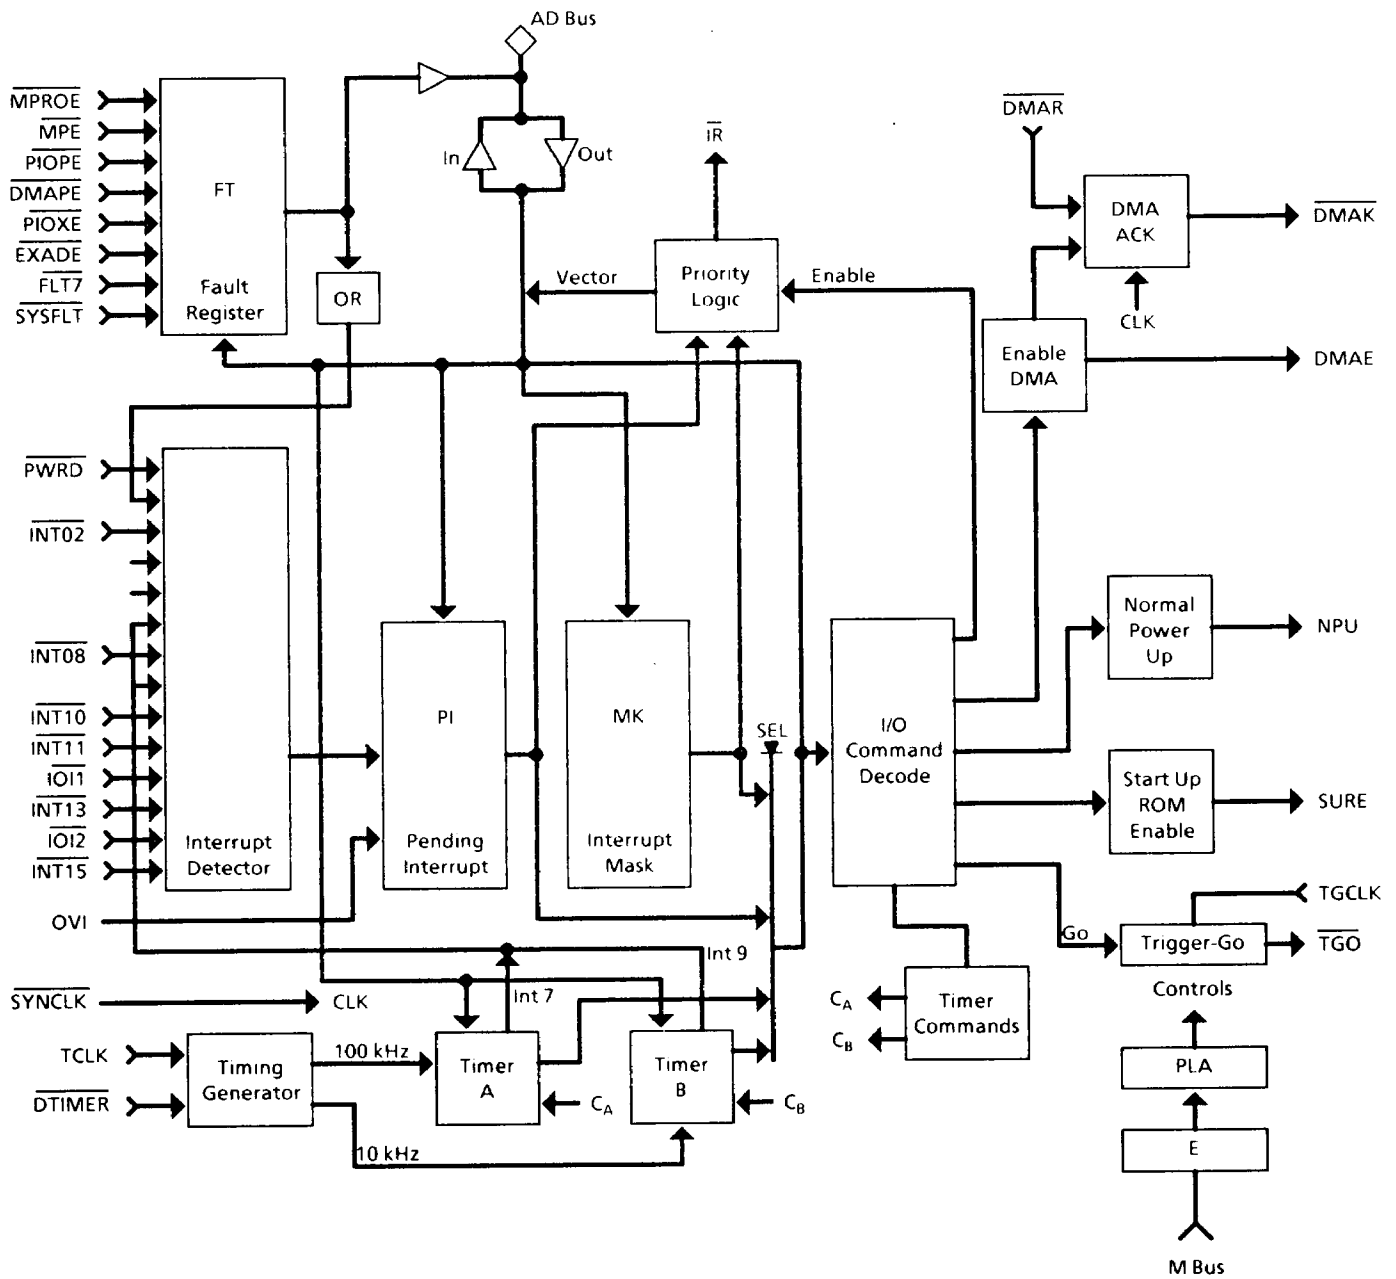 AD Bus
MPROE
MPE
PIOPE
DMAPE
PIOXE
EXADE
FLT7
SYSFLT
FT
Fault
Register
OR
In
Out
IR
Vector
Priority
Logic
Enable
DMAR
DMA
ACK
DMAK
CLK
Enable
DMA
DMAE
PWRD
INT02
INT08
INT10
INT11
IOI1
INT13
IOI2
INT15
OVI
Interrupt
Detector
PI
Pending
Interrupt
MK
Interrupt
Mask
SEL
I/O
Command
Decode
Normal
Power
Up
NPU
Start Up
ROM
Enable
SURE
TGCLK
Go
Trigger-Go
TGO
Controls
PLA
E
M Bus
Timer
Commands
CA
CB
Int 9
Int 7
SYNCLK
CLK
TCLK
DTIMER
Timing
Generator
100 kHz
10 kHz
Timer
A
CA
Timer
B
CB